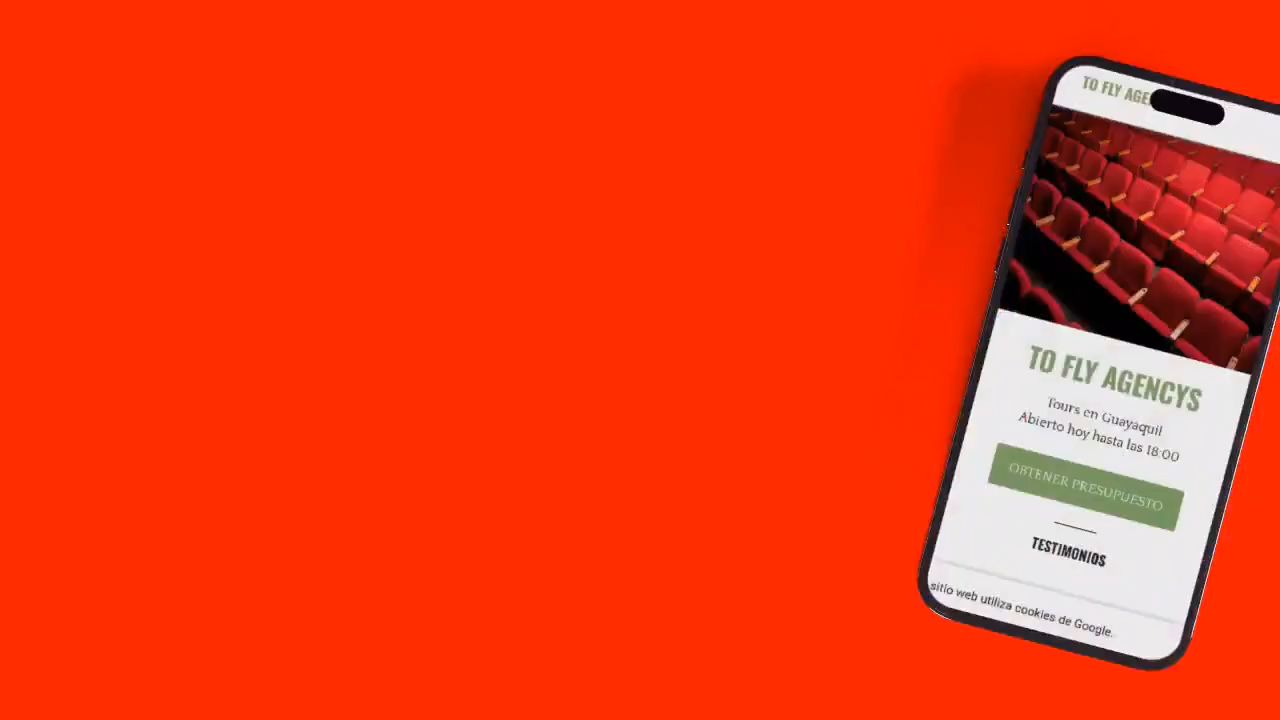 TO FLY AGE
TO FLY AGENCYS
Tours en Guayaquil
Abierto hoy hasta las 18:00
OBTENER PRESUPUESTO
TESTIMONIOS
sitio web utiliza cookies de Google.